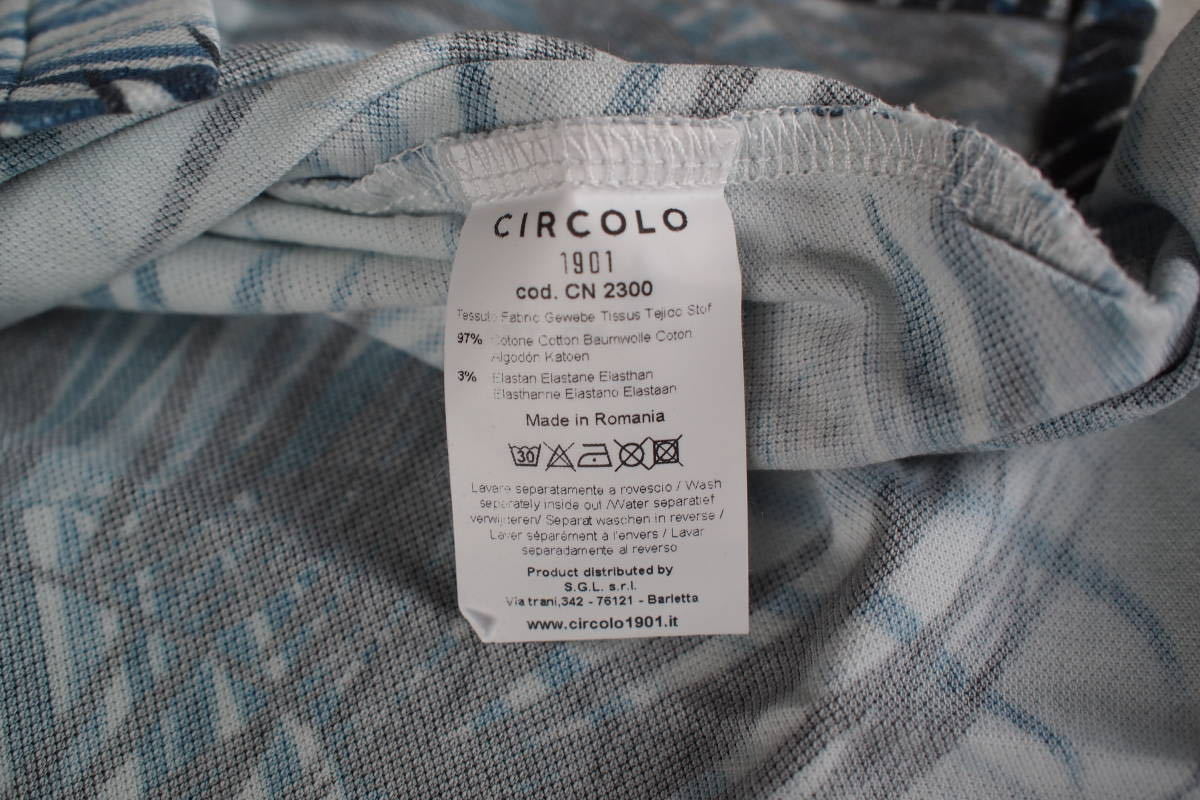 CIRCOLO
1901
cod. CN 2300
Tessuto Fabric Gewebe Tissus Tejico Stof
97% Cotone Cotton Baumwolle Coton
Algodón Katoen
3% Elastan Elastane Elasthan
Elasthanne Elastano Elastaan
Made in Romania
30
Lavare separatamente a rovescio / Wash
separately inside out /Water separatief
verwijderen/ Separat waschen in reverse /
Laver séparément à l'envers / Lavar
separadamente al reverso
Product distributed by
S.G.L. s.r.l.
Via trani,342 - 76121 - Barletta
www.circolo1901.it